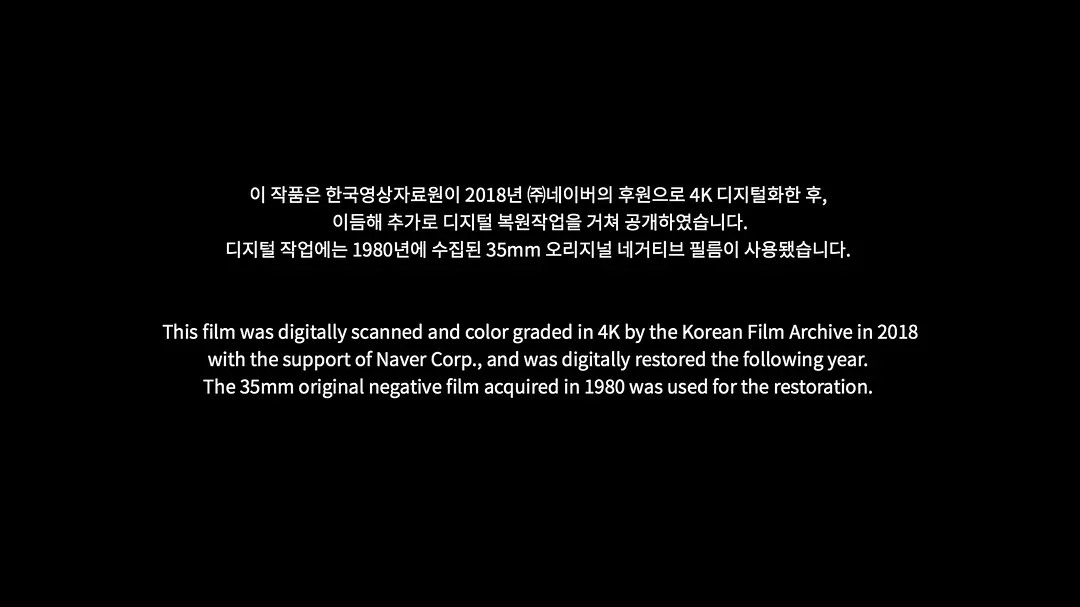 이 작품은 한국영상자료원이 2018년 ㈜네이버의 후원으로 4K 디지털화한 후,
이듬해 추가로 디지털 복원작업을 거쳐 공개하였습니다.
디지털 작업에는 1980년에 수집된 35mm 오리지널 네거티브 필름이 사용됐습니다.
This film was digitally scanned and color graded in 4K by the Korean Film Archive in 2018
with the support of Naver Corp., and was digitally restored the following year.
The 35mm original negative film acquired in 1980 was used for the restoration.